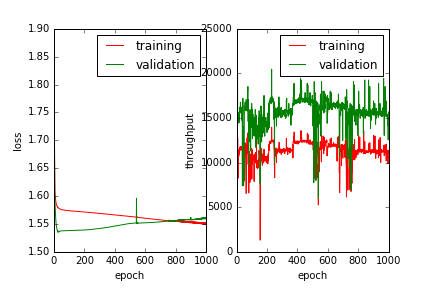 1.90
1.85
1.80
1.75
1.70
1.65
1.60
1.55
1.50
loss
0 200 400 600 800 1000
epoch
training
validation
25000
20000
15000
10000
5000
0
throughput
0 200 400 600 800 1000
epoch
training
validation